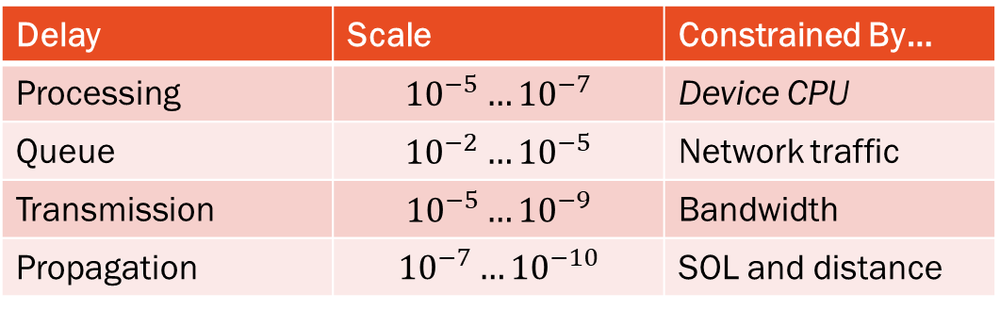 Delay Scale Constrained By...
Processing 10⁻⁵ ... 10⁻⁷ Device CPU
Queue 10⁻² ... 10⁻⁵ Network traffic
Transmission 10⁻⁵ ... 10⁻⁹ Bandwidth
Propagation 10⁻⁷ ... 10⁻¹⁰ SOL and distance